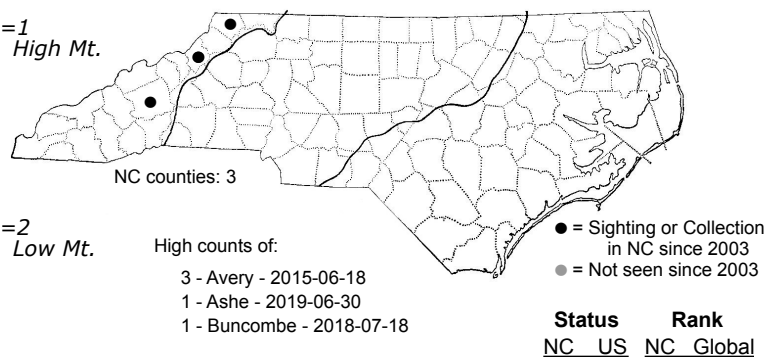 =1
High Mt.
NC counties: 3
=2
Low Mt.
High counts of:
3 - Avery - 2015-06-18
1 - Ashe - 2019-06-30
1 - Buncombe - 2018-07-18
● = Sighting or Collection
in NC since 2003
● = Not seen since 2003
Status Rank
NC US NC Global